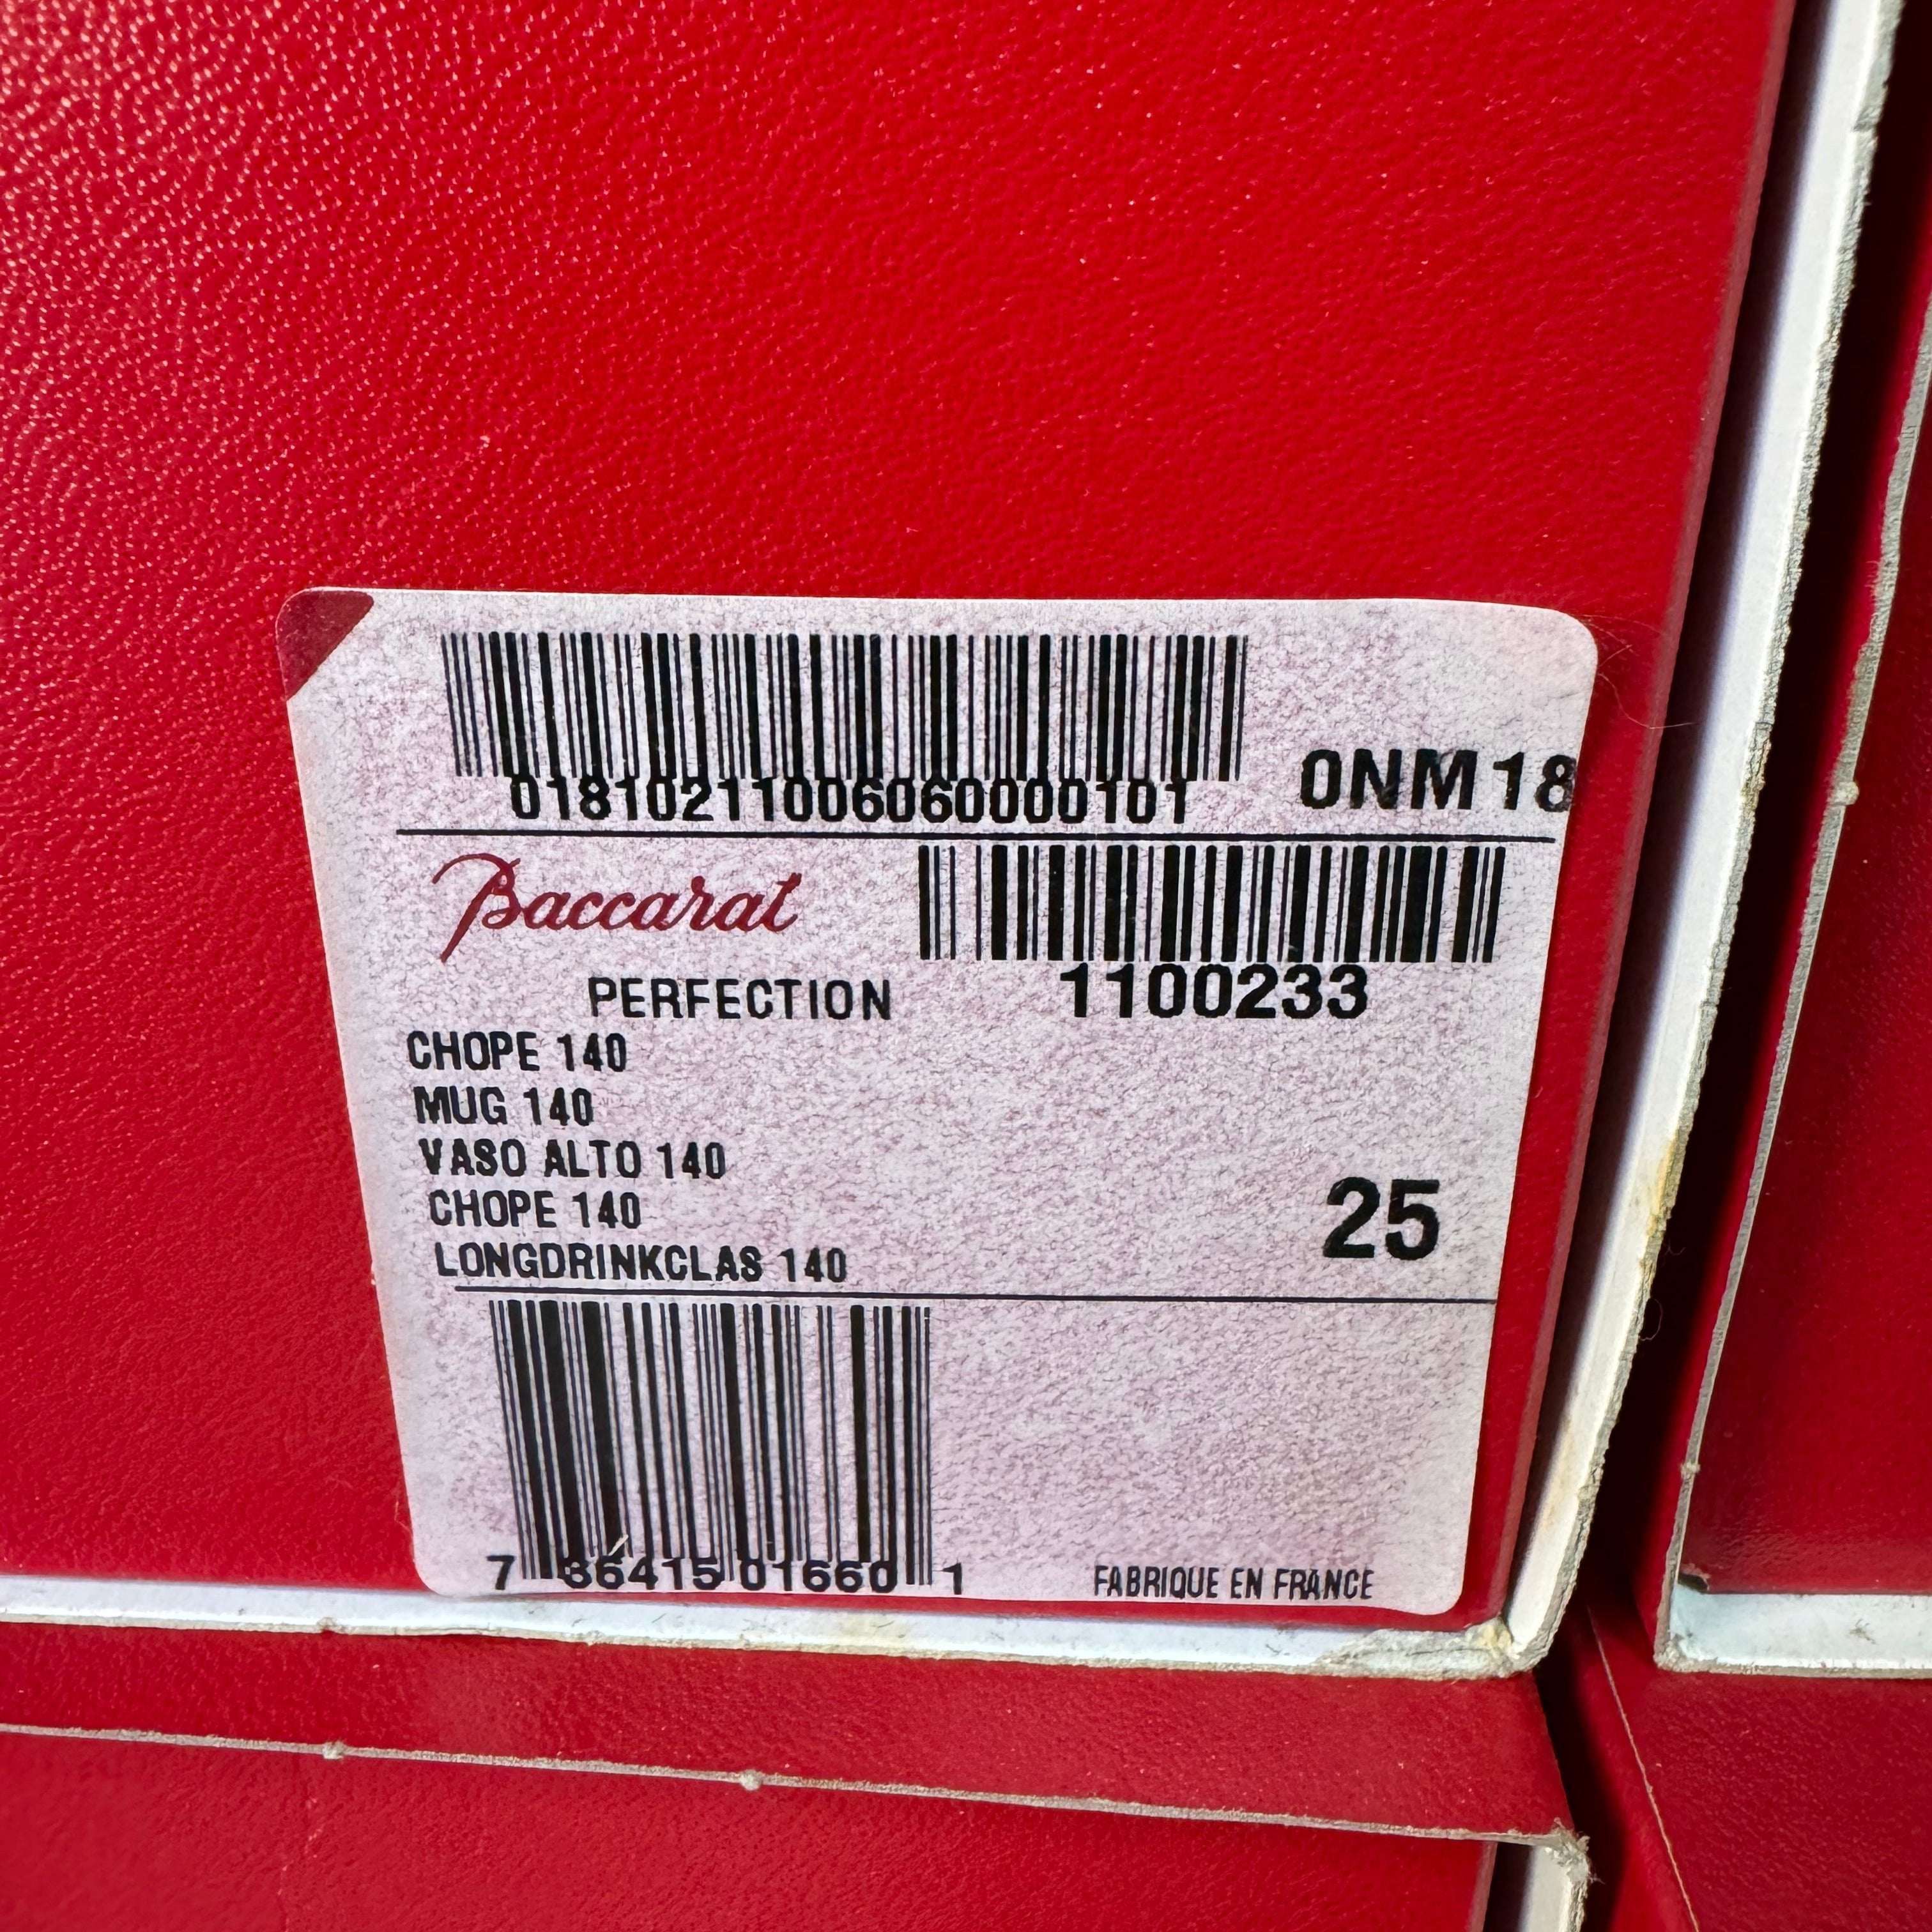 01810211006060000101
0NM18
Baccarat
1100233
PERFECTION
CHOPE 140
MUG 140
VASO ALTO 140
CHOPE 140
LONGDRINKCLAS 140
25
7 36415 01660 1
FABRIQUE EN FRANCE